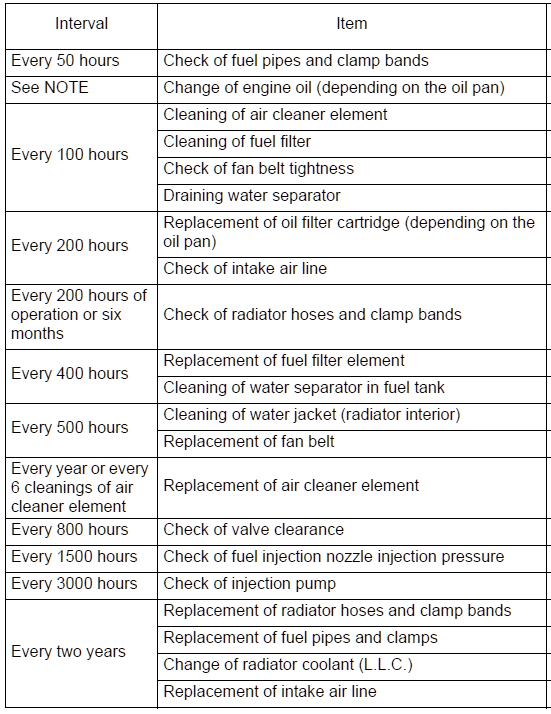 Interval Item
Every 50 hours Check of fuel pipes and clamp bands
See NOTE Change of engine oil (depending on the oil pan)
Every 100 hours
Cleaning of air cleaner element
Cleaning of fuel filter
Check of fan belt tightness
Draining water separator
Every 200 hours
Replacement of oil filter cartridge (depending on the
oil pan)
Check of intake air line
Every 200 hours of
operation or six
months
Check of radiator hoses and clamp bands
Every 400 hours
Replacement of fuel filter element
Cleaning of water separator in fuel tank
Every 500 hours
Cleaning of water jacket (radiator interior)
Replacement of fan belt
Every year or every
6 cleanings of air
cleaner element
Replacement of air cleaner element
Every 800 hours Check of valve clearance
Every 1500 hours Check of fuel injection nozzle injection pressure
Every 3000 hours Check of injection pump
Every two years
Replacement of radiator hoses and clamp bands
Replacement of fuel pipes and clamps
Change of radiator coolant (L.L.C.)
Replacement of intake air line